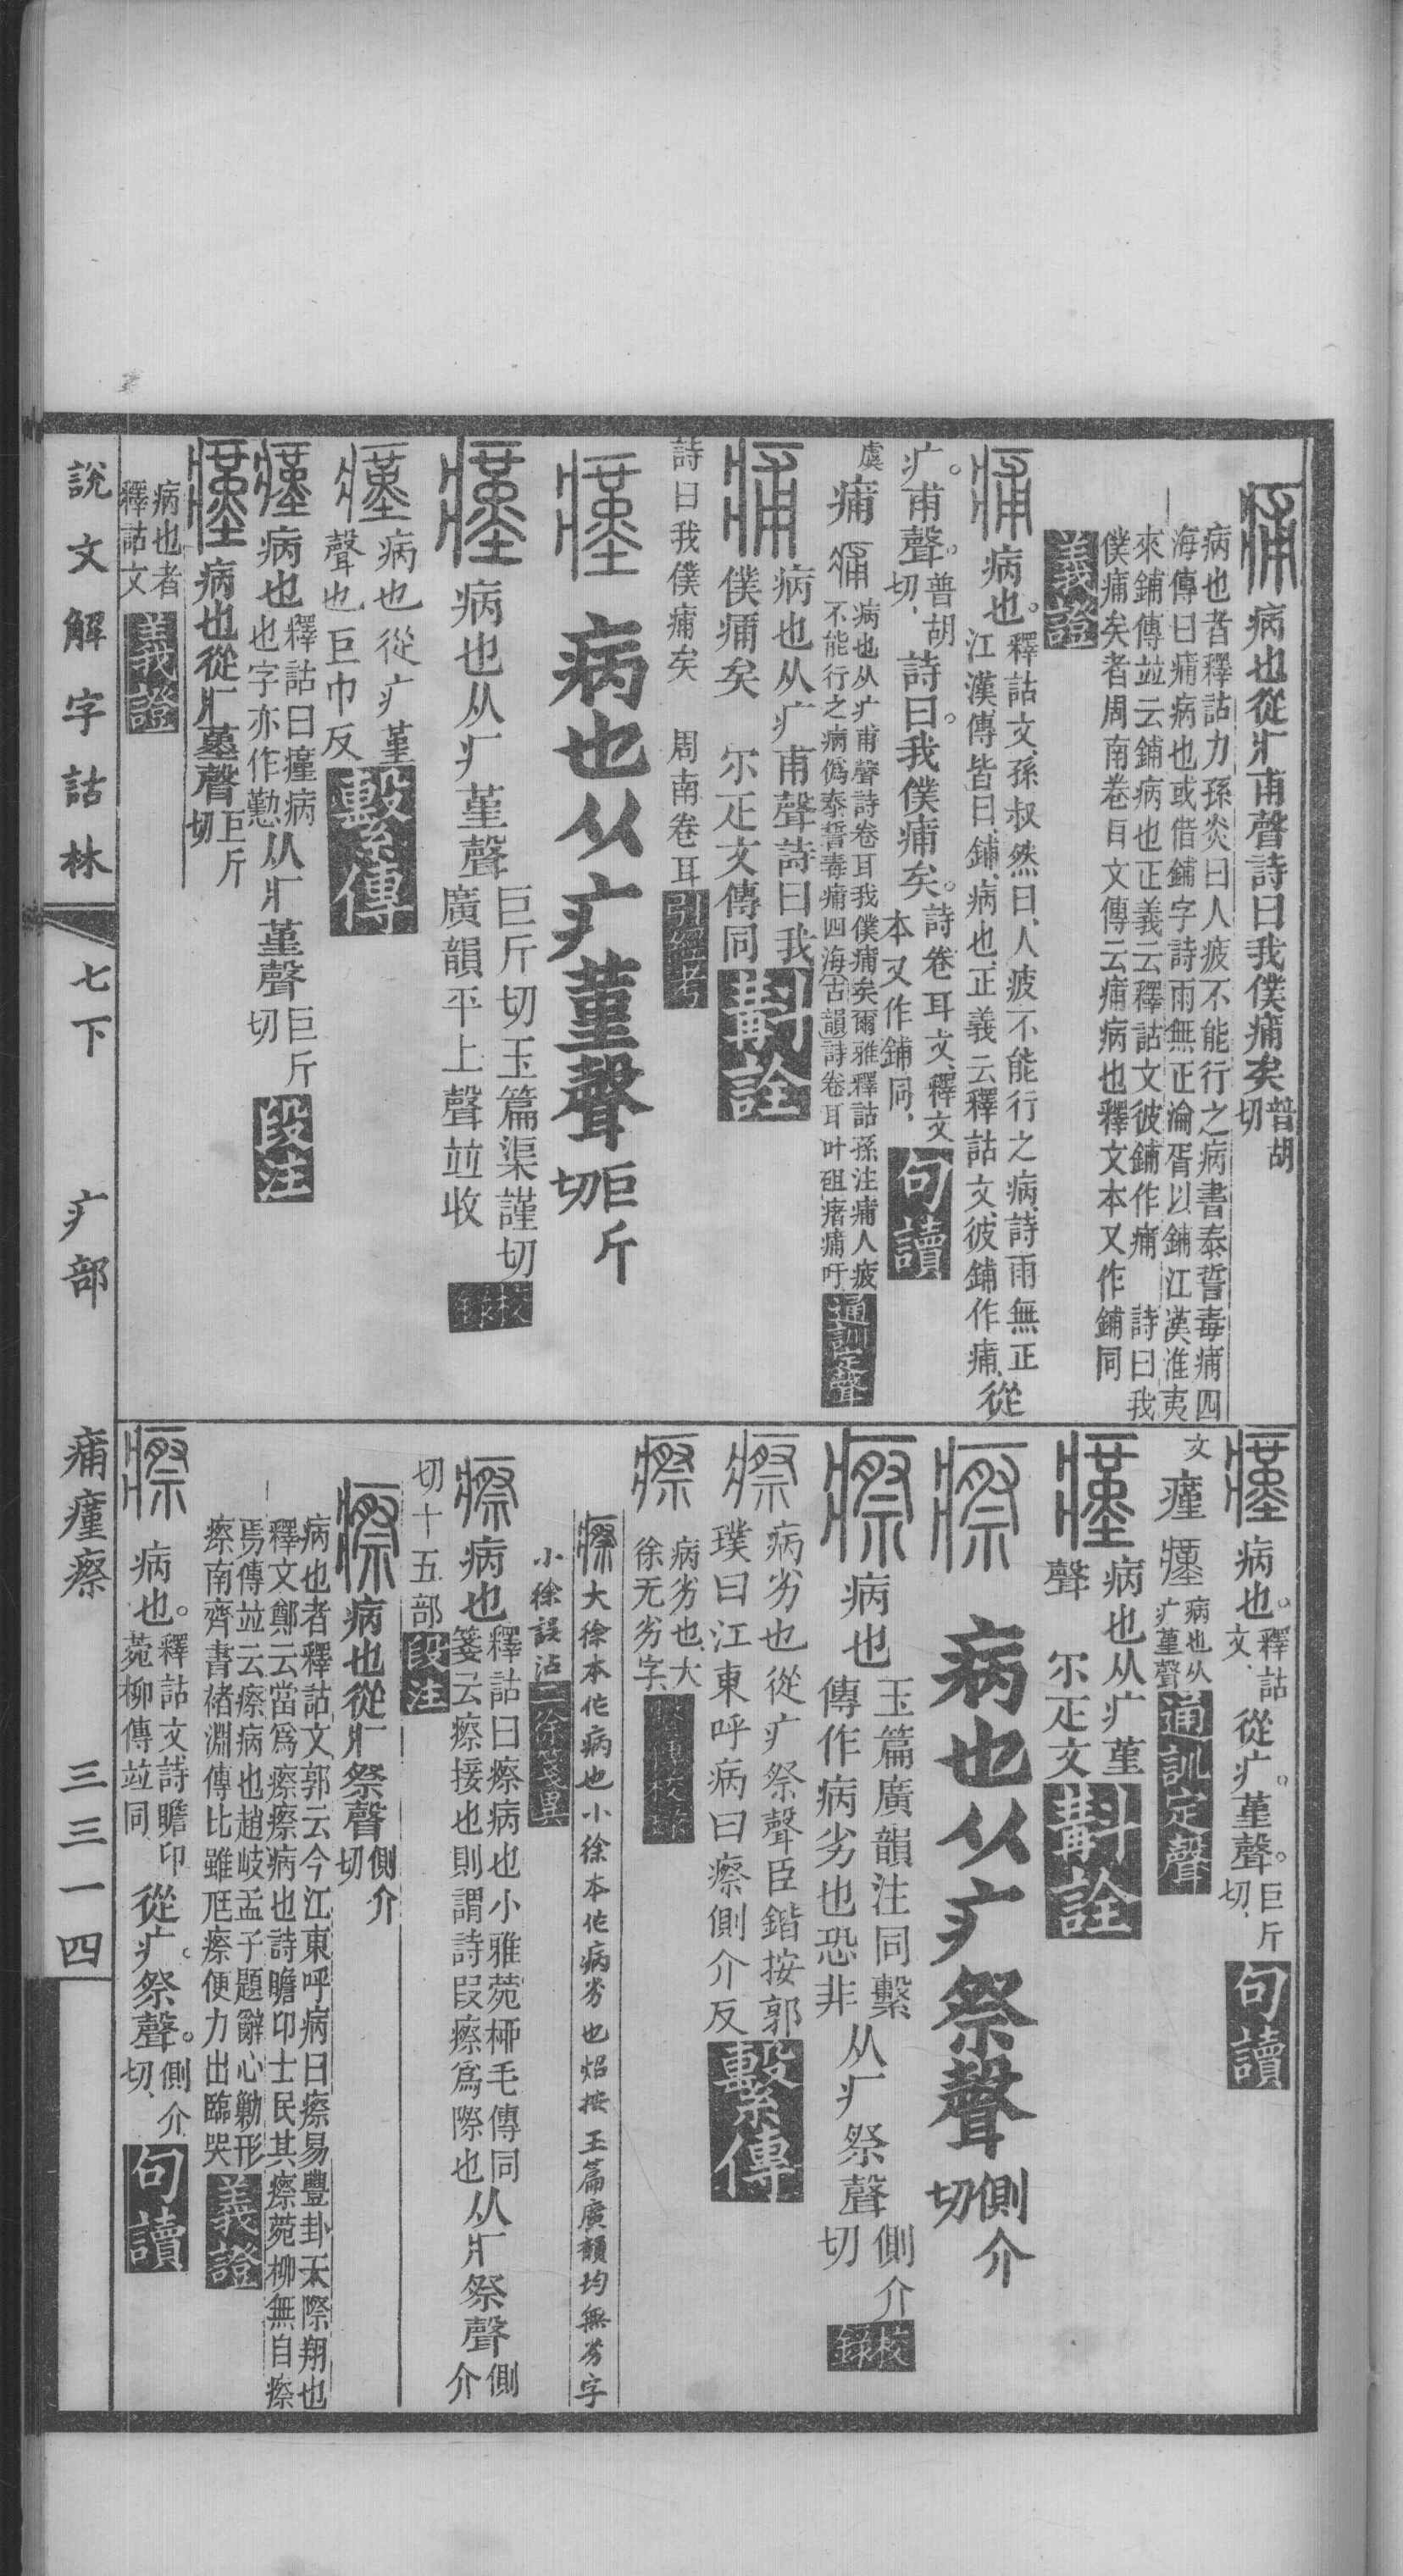 痡病也從疒甫聲詩曰我僕痡矣普胡切
病也者釋詁力孫炎曰人疲不能行之病書泰誓毒痡四
海傳曰痡病也或借鋪字詩雨無正淪胥以鋪江漢淮夷
來鋪傳竝云鋪病也正義云釋詁文彼鋪作痡 詩曰我
僕痡矣者周南卷耳文傳云痡病也釋文本又作鋪同
義證
痡病也。釋詁文、孫叔然曰、人疲不能行之病、詩雨無正
江漢傳皆曰、鋪、病也、正義云釋詁文、彼鋪作痡、從
疒。甫聲。普胡切、詩曰。我僕痡矣。詩卷耳文、釋文本又作鋪同、句讀
虞痡痡病也从疒甫聲詩卷耳我僕痡矣爾雅釋詁孫注痡人疲
不能行之病僞泰誓毒痡四海古韻詩卷耳叶砠瘏痡吁通訓定聲
痡病也从疒甫聲詩曰我
僕痡矣 尔疋文傳同斠詮
詩曰我僕痡矣 周南卷耳引經考
瘽病也从疒堇聲巨斤切
瘽病也从疒堇聲巨斤切玉篇渠謹切
廣韻平上聲竝收校錄
瘽病也從疒堇
聲也巨巾反繫傳
瘽病也釋詁曰瘽病也字亦作懃从疒堇聲巨斤切段注
瘽病也從疒堇聲巨斤切
病也者釋詁文義證
瘽病也。釋詁文、從疒。堇聲。巨斤切、句讀
文瘽瘽病也从疒堇聲通訓定聲
瘽病也从疒堇
聲 尔疋文斠詮
瘵病也从疒祭聲側介切
瘵病也玉篇廣韻注同繫傳作病劣也恐非从疒祭聲側介切校錄
瘵病劣也從疒祭聲臣鍇按郭
璞曰江東呼病曰瘵側介反繫傳
瘵病劣也、大徐无劣字、
瘵大徐本作病也小徐本作病劣也炤按玉篇廣韻均無劣字
小徐誤沾二徐箋異
瘵病也釋詁曰瘵病也小雅菀桺毛傳同
箋云瘵接也則謂詩叚瘵爲際也从疒祭聲側介
切十五部段注
瘵病也從疒祭聲側介切
病也者釋詁文郭云今江東呼病曰瘵易豐卦天際翔也
釋文鄭云當爲瘵瘵病也詩瞻卬士民其瘵菀柳無自瘵
焉傳竝云瘵病也趙岐孟子題辭心勦形
瘵南齊書褚淵傳比雖尫瘵便力出臨哭義證
瘵病也。釋詁文、詩瞻卬
菀柳傳竝同、從疒。祭聲。側介切、句讀
說文解字詁林 七下 疒部 痡瘽瘵 三三一四